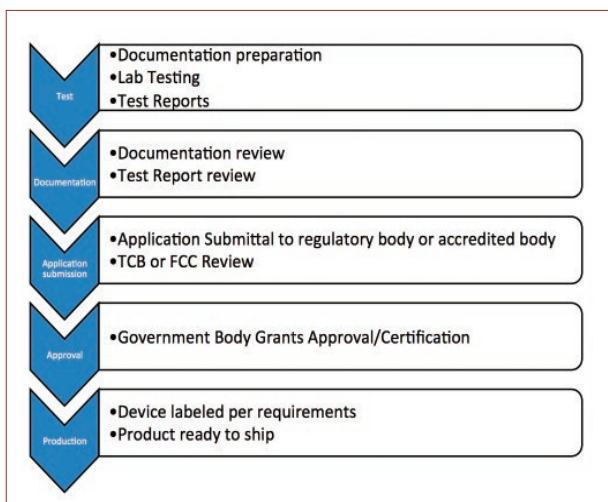 Test
•Documentation preparation
•Lab Testing
•Test Reports
Documentation
•Documentation review
•Test Report review
Application
submission
•Application Submittal to regulatory body or accredited body
•TCB or FCC Review
Approval
•Government Body Grants Approval/Certification
Production
•Device labeled per requirements
•Product ready to ship